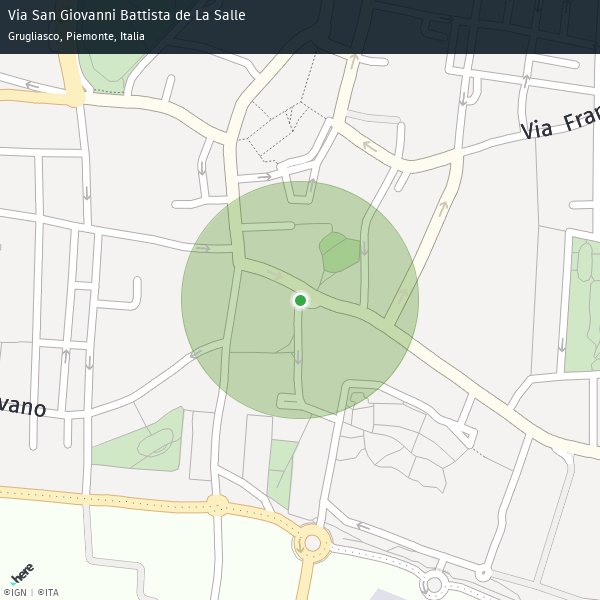 Via San Giovanni Battista de La Salle
Grugliasco, Piemonte, Italia
Via Fran
vano
here
©IGN | ©ITA